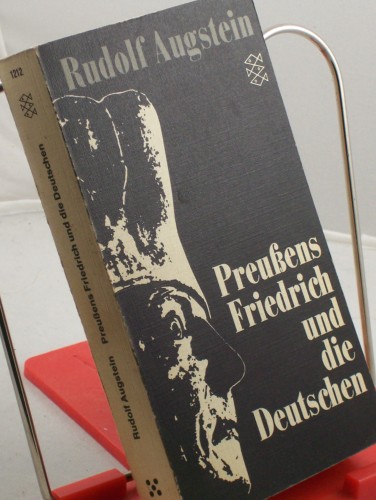 Rudolf Augstein
Preußens
Friedrich
und
die
Deutschen
1212
Rudolf Augstein Preußens Friedrich und die Deutschen